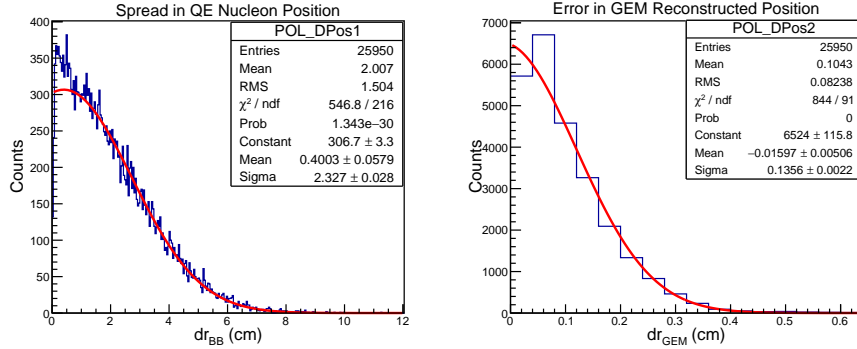 Spread in QE Nucleon Position
POL_DPos1
Entries 25950
Mean 2.007
RMS 1.504
χ² / ndf 546.8 / 216
Prob 1.343e−30
Constant 306.7 ± 3.3
Mean 0.4003 ± 0.0579
Sigma 2.327 ± 0.028
Counts
400
350
300
250
200
150
100
50
0
0 2 4 6 8 10 12
dr_BB (cm)
Error in GEM Reconstructed Position
POL_DPos2
Entries 25950
Mean 0.1043
RMS 0.08238
χ² / ndf 844 / 91
Prob 0
Constant 6524 ± 115.8
Mean −0.01597 ± 0.00506
Sigma 0.1356 ± 0.0022
Counts
7000
6000
5000
4000
3000
2000
1000
0
0 0.1 0.2 0.3 0.4 0.5 0.6
dr_GEM (cm)